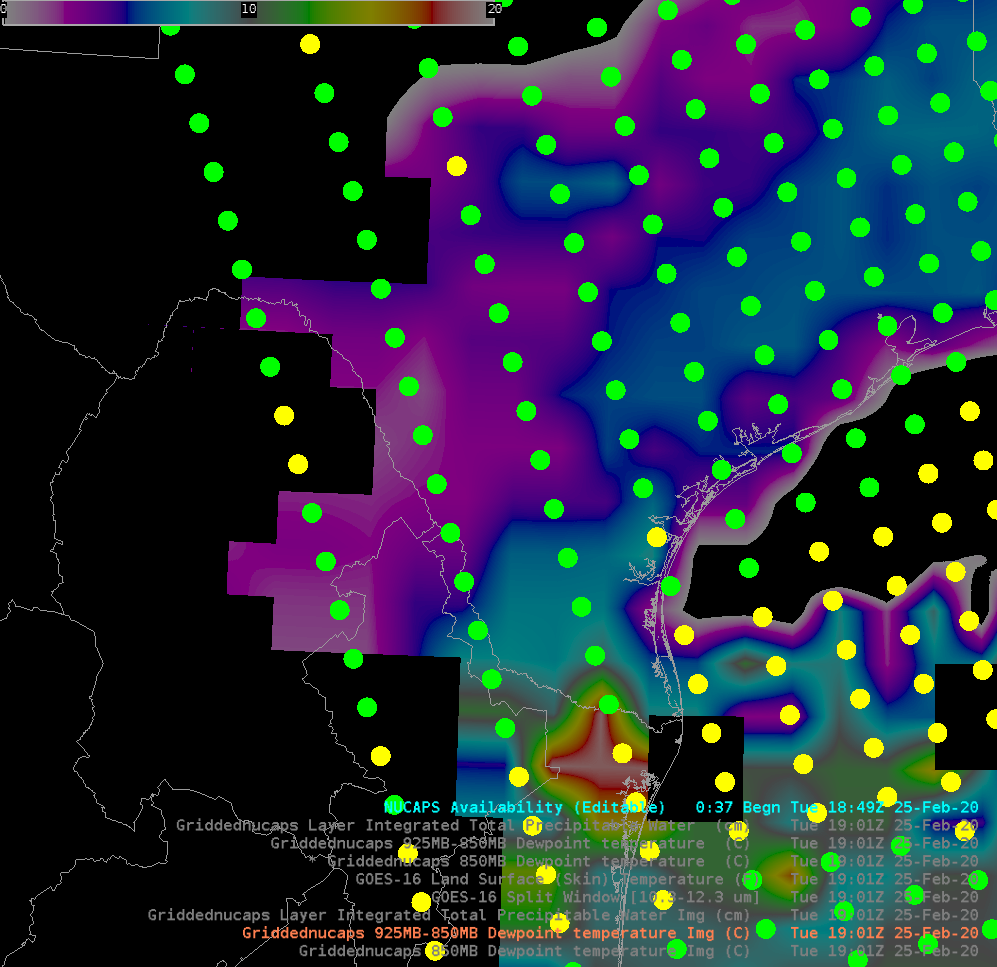 0 10 20
NUCAPS Availability (Editable) 0:37 Begn Tue 18:49Z 25-Feb-20
Griddednucaps Layer Integrated Total Precipitable Water (cm) Tue 19:01Z 25-Feb-20
Griddednucaps 925MB-850MB Dewpoint temperature (C) Tue 19:01Z 25-Feb-20
* Griddednucaps 850MB Dewpoint temperature (C) Tue 19:01Z 25-Feb-20
GOES-16 Land Surface (Skin) Temperature Tue 19:01Z 25-Feb-20
GOES-16 Split Window [10.3-12.3 um] Tue 19:01Z 25-Feb-20
Griddednucaps Layer Integrated Total Precipitable Water Img (cm) Tue 19:01Z 25-Feb-20
Griddednucaps 925MB-850MB Dewpoint temperature Img (C) Tue 19:01Z 25-Feb-20
Griddednucaps 850MB Dewpoint temperature Img (C) Tue 19:01Z 25-Feb-20